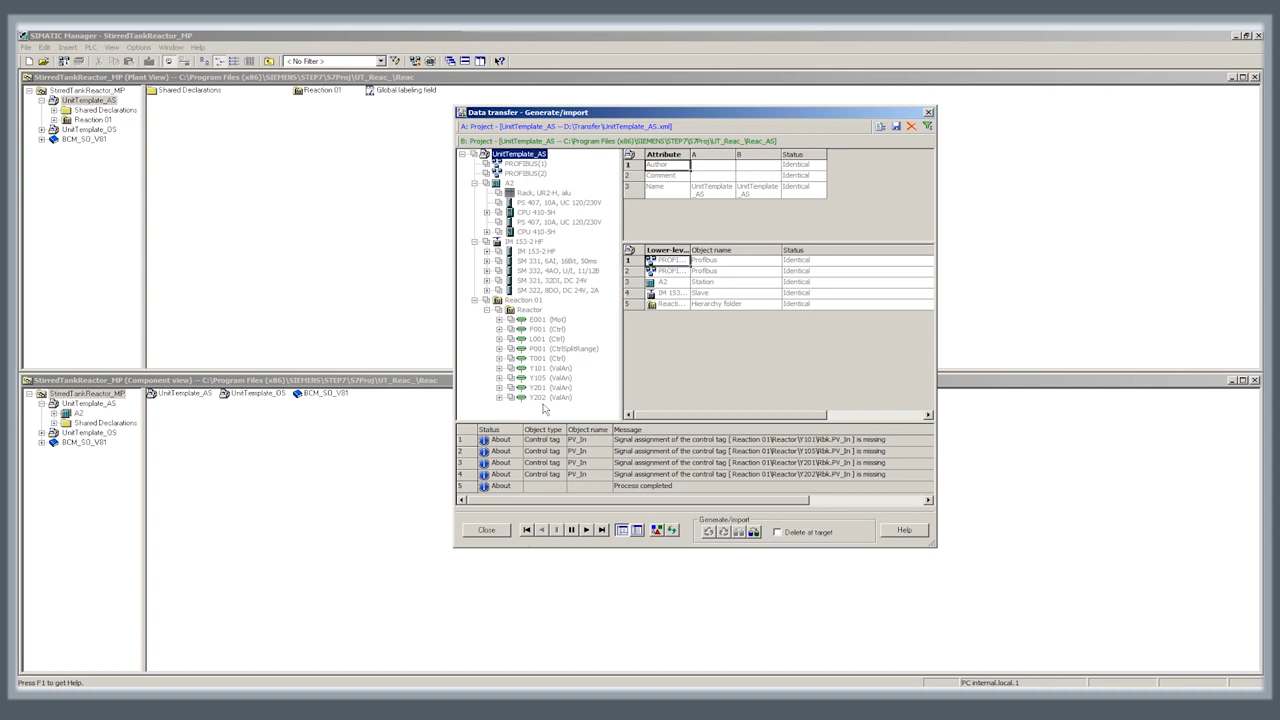 SIMATIC Manager - StirredTankReactor_MP
File Edit Insert PLC View Options Window Help
< No Filter >
StirredTankReactor_MP (Plant View) -- C:\Program Files (x86)\SIEMENS\STEP7\S7Proj\UT_Reac_\Reac
StirredTankReactor_MP
UnitTemplate_AS
Shared Declarations
Reaction 01
UnitTemplate_OS
BCM_SO_V81
Shared Declarations
Reaction 01
Global labeling field
Data transfer - Generate/import
A: Project - [UnitTemplate_AS -- D:\Transfer\UnitTemplate_AS.xml]
B: Project - [UnitTemplate_AS -- C:\Program Files (x86)\SIEMENS\STEP7\S7Proj\UT_Reac_\Reac_AS]
UnitTemplate_AS
PROFIBUS(1)
PROFIBUS(2)
A2
Rack, UR2-H, alu
PS 407, 10A, UC 120/230V
CPU 410-5H
PS 407, 10A, UC 120/230V
CPU 410-5H
IM 153-2 HF
IM 153-2 HF
SM 331, 6AI, 16Bit, 50ms
SM 332, 4AO, U/I, 11/12B
SM 321, 32DI, DC 24V
SM 322, 8DO, DC 24V, 2A
Reaction 01
Reactor
E001 (Mot)
F001 (Ctrl)
L001 (Ctrl)
P001 (CtrlSplitRange)
T001 (Ctrl)
Y101 (ValAn)
Y105 (ValAn)
Y201 (ValAn)
Y202 (ValAn)
Attribute A B Status
1 Author Identical
2 Comment Identical
3 Name UnitTemplate_AS UnitTemplate_AS Identical
Lower-lev... Object name Status
1 PROFI... Profibus Identical
2 PROFI... Profibus Identical
3 A2 Station Identical
4 IM 153... Slave Identical
5 Reacti... Hierarchy folder Identical
Status Object type Object name Message
1 About Control tag PV_In Signal assignment of the control tag [ Reaction 01\Reactor\Y101\Rbk.PV_In ] is missing
2 About Control tag PV_In Signal assignment of the control tag [ Reaction 01\Reactor\Y105\Rbk.PV_In ] is missing
3 About Control tag PV_In Signal assignment of the control tag [ Reaction 01\Reactor\Y201\Rbk.PV_In ] is missing
4 About Control tag PV_In Signal assignment of the control tag [ Reaction 01\Reactor\Y202\Rbk.PV_In ] is missing
5 About Process completed
Close
Generate/import
Delete at target
Help
StirredTankReactor_MP (Component view) -- C:\Program Files (x86)\SIEMENS\STEP7\S7Proj\UT_Reac_\Reac
StirredTankReactor_MP
UnitTemplate_AS
A2
Shared Declarations
UnitTemplate_OS
BCM_SO_V81
UnitTemplate_AS UnitTemplate_OS BCM_SO_V81
Press F1 to get Help.
PC internal.local.1